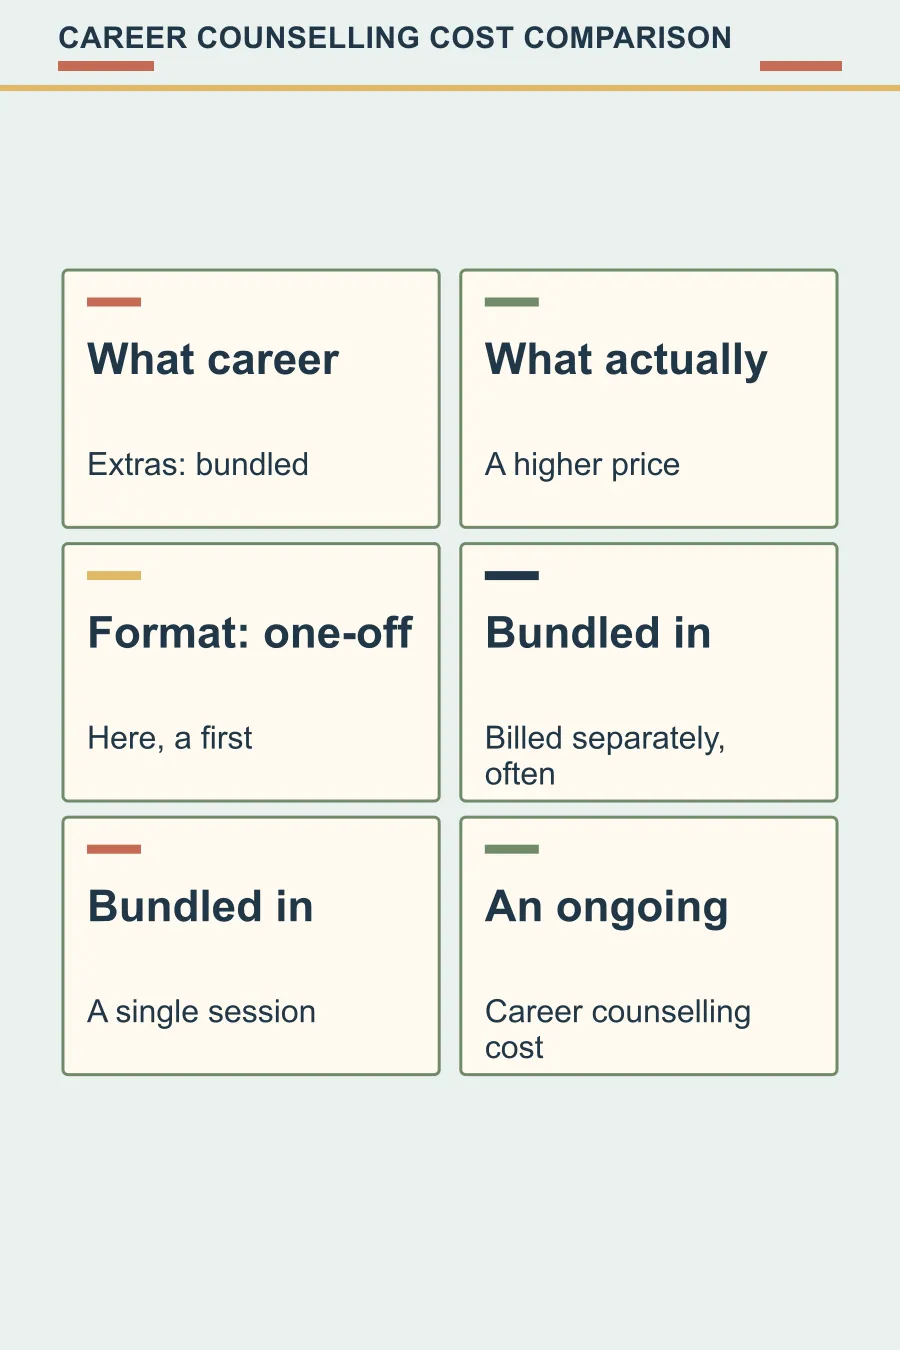 CAREER COUNSELLING COST COMPARISON
What career
Extras: bundled
What actually
A higher price
Format: one-off
Here, a first
Bundled in
Billed separately,
often
Bundled in
A single session
An ongoing
Career counselling
cost